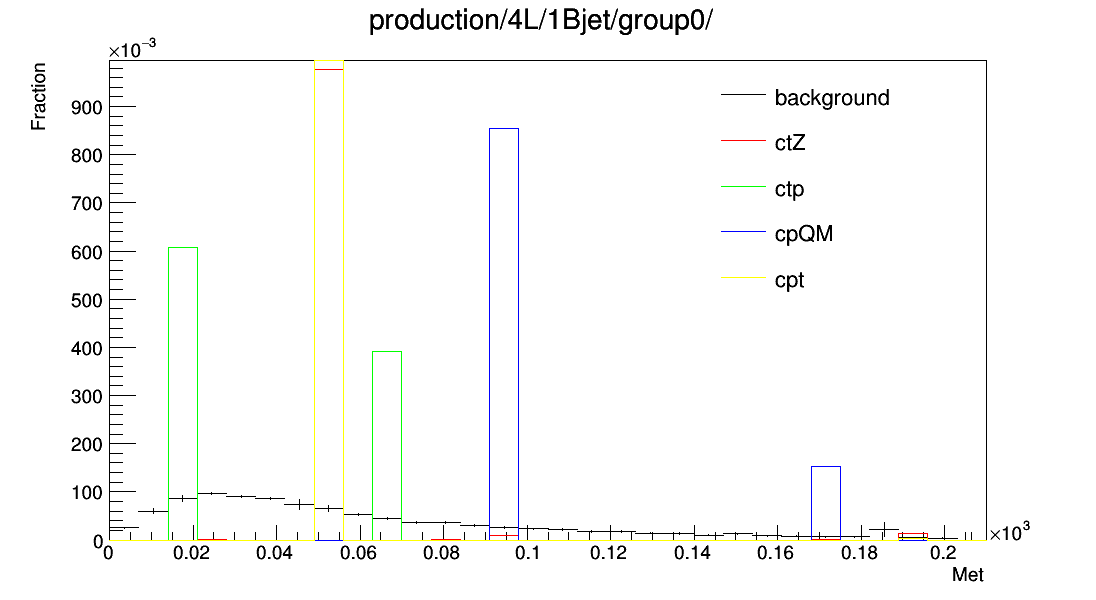 production/4L/1Bjet/group0/
×10⁻³
Fraction
900
800
700
600
500
400
300
200
100
0
background
ctZ
ctp
cpQM
cpt
0 0.02 0.04 0.06 0.08 0.1 0.12 0.14 0.16 0.18 0.2
×10³
Met